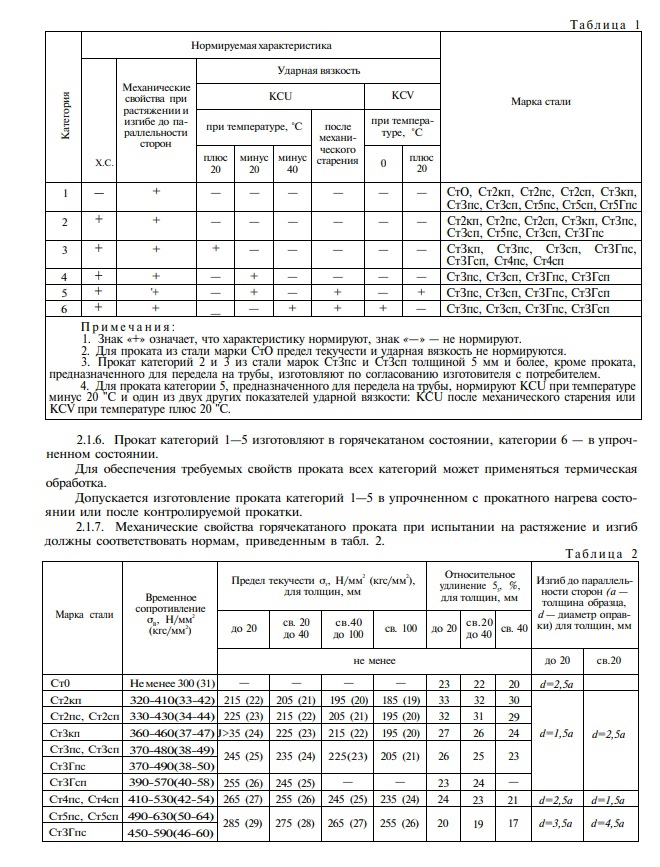 Таблица 1
Категория
Нормируемая характеристика
Марка стали
Х.С.
Механические свойства при растяжении и изгибе до параллельности сторон
Ударная вязкость
KCU
KCV
при температуре, °С
после механического старения
при температуре, °С
плюс 20
минус 20
минус 40
0
плюс 20
1 — + — — — — — — СтО, Ст2кп, Ст2пс, Ст2сп, Ст3кп,
Ст3пс, Ст3сп, Ст5пс, Ст5сп, Ст5Гпс
2 + + — — — — — — Ст2кп, Ст2пс, Ст2сп, Ст3кп, Ст3пс,
Ст3сп, Ст5пс, Ст3сп, Ст3Гпс
3 + + + — — — — — Ст3кп, Ст3пс, Ст3сп, Ст3Гпс,
Ст3Гсп, Ст4пс, Ст4сп
4 + + — + — — — — Ст3пс, Ст3сп, Ст3Гпс, Ст3Гсп
5 + '+ — + — + — + Ст3пс, Ст3сп, Ст3Гпс, Ст3Гсп
6 + + — — + + + — Ст3пс, Ст3сп, Ст3Гпс, Ст3Гсп
Примечания:
1. Знак «+» означает, что характеристику нормируют, знак «—» — не нормируют.
2. Для проката из стали марки СтО предел текучести и ударная вязкость не нормируются.
3. Прокат категорий 2 и 3 из стали марок Ст3пс и Ст3сп толщиной 5 мм и более, кроме проката,
предназначенного для передела на трубы, изготовляют по согласованию изготовителя с потребителем.
4. Для проката категории 5, предназначенного для передела на трубы, нормируют KCU при температуре
минус 20 "С и один из двух других показателей ударной вязкости: KCU после механического старения или
KCV при температуре плюс 20 "С.
2.1.6. Прокат категорий 1—5 изготовляют в горячекатаном состоянии, категории 6 — в упроч-
ненном состоянии.
Для обеспечения требуемых свойств проката всех категорий может применяться термическая
обработка.
Допускается изготовление проката категорий 1—5 в упрочненном с прокатного нагрева состо-
янии или после контролируемой прокатки.
2.1.7. Механические свойства горячекатаного проката при испытании на растяжение и изгиб
должны соответствовать нормам, приведенным в табл. 2.
Таблица 2
Марка стали
Временное сопротивление σв, Н/мм² (кгс/мм²)
Предел текучести σт, Н/мм² (кгс/мм²), для толщин, мм
Относительное удлинение 5₅, %, для толщин, мм
Изгиб до параллельности сторон (a — толщина образца, d — диаметр оправки) для толщин, мм
до 20
св. 20 до 40
св.40 до 100
св. 100
до 20
св.20 до 40
св. 40
не менее
до 20
св.20
Ст0 Не менее 300 (31) — — — — 23 22 20 d=2,5a
Ст2кп 320-410(33-42) 215 (22) 205 (21) 195 (20) 185 (19) 33 32 30
Ст2пс, Ст2сп 330-430(34-44) 225 (23) 215 (22) 205 (21) 195 (20) 32 31 29
Ст3кп 360-460(37-47) J>35 (24) 225 (23) 215 (22) 195 (20) 27 26 24 d=1,5a d=2,5a
Ст3пс, Ст3сп 370-480(38-49) 245 (25) 235 (24) 225(23) 205 (21) 26 25 23
Ст3Гпс 370-490(38-50)
Ст3Гсп 390-570(40-58) 255 (26) 245 (25) — — 23 24 —
Ст4пс, Ст4сп 410-530(42-54) 265 (27) 255 (26) 245 (25) 235 (24) 24 23 21 d=2,5a d=1,5a
Ст5пс, Ст5сп 490-630(50-64) 285 (29) 275 (28) 265 (27) 255 (26) 20 19 17 d=3,5a d=4,5a
Ст3Гпс 450-590(46-60)